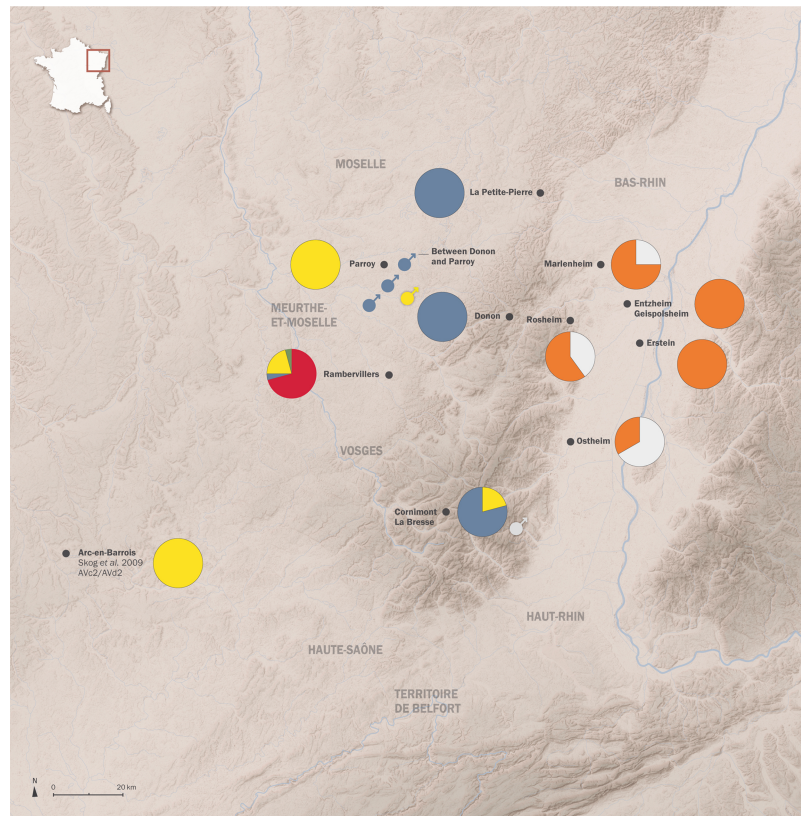 MOSELLE
La Petite-Pierre
BAS-RHIN
Between Donon
and Parroy
Parroy
Marlenheim
MEURTHE-
ET-MOSELLE
Entzheim
Geispolsheim
Donon
Rosheim
Erstein
Rambervillers
VOSGES
Ostheim
Cornimont
La Bresse
Arc-en-Barrois
Skog et al. 2009
AVc2/AVd2
HAUT-RHIN
HAUTE-SAÔNE
TERRITOIRE
DE BELFORT
N
0 20 km